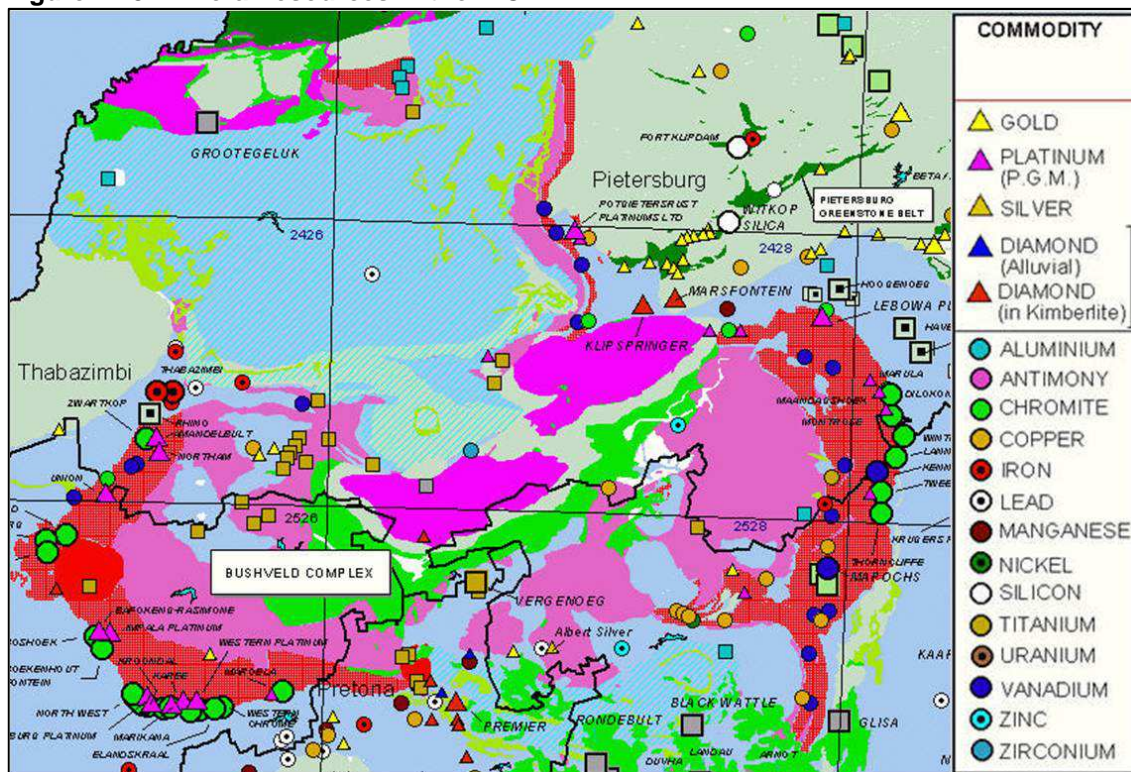 COMMODITY
GOLD
PLATINUM
(P.G.M.)
SILVER
DIAMOND
(Alluvial)
DIAMOND
(in Kimberlite)
ALUMINIUM
ANTIMONY
CHROMITE
COPPER
IRON
LEAD
MANGANESE
NICKEL
SILICON
TITANIUM
URANIUM
VANADIUM
ZINC
ZIRCONIUM
GROOTEGELUK
Pietersburg
POTGIETERSRUST
PLATINUMS LTD
WITKOP
SILICA
PIETERSBURG
GREENSTONE BELT
2426
2428
HOOGENOEG
MARSFONTEIN
KLIPSPRINGER
Thabazimbi
THABAZIMBI
ZWARTKOP
RHINO
NORTHAM
UNION
MARULA
MAANDAGSHOEK
MONTROSE
2526
2528
BUSHVELD COMPLEX
THORNCLIFFE
MAPOCHS
VERGENOEG
Albert Silver
BAFOKENG-RASIMONE
IMPALA PLATINUM
WESTERN PLATINUM
KROONDAL
KAREE
MAROELA
Pretoria
NORTH WEST
WESTERN
CHROME
MARIKANA
ELANDSKRAAL
PREMIER
RONDEBULT
BLACK WATTLE
GLISA
DUVHA
LANDAU
ARNOT